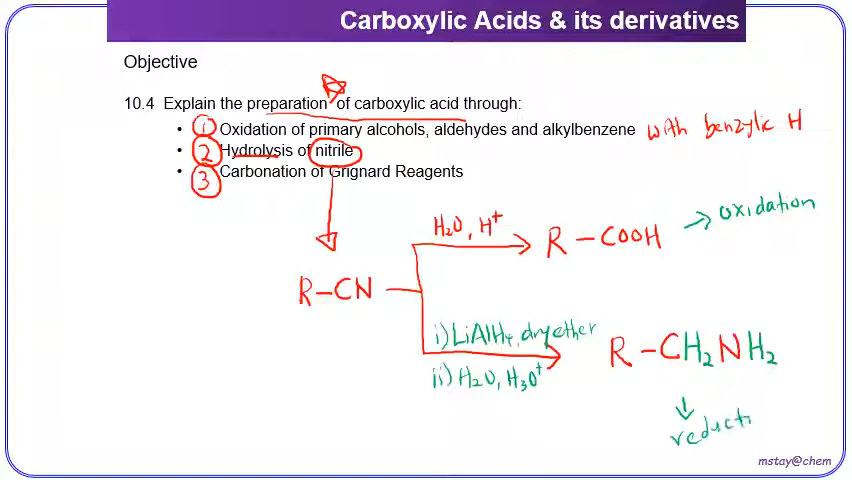 Carboxylic Acids & its derivatives
Objective
10.4 Explain the preparation of carboxylic acid through:
• ① Oxidation of primary alcohols, aldehydes and alkylbenzene with benzylic H
• ② Hydrolysis of nitrile
• ③ Carbonation of Grignard Reagents
→ oxidation
H₂O, H⁺
R – COOH
R–CN
i) LiAlH₄, dry ether
R – CH₂NH₂
ii) H₂O, H₃O⁺
reducti
mstay@chem